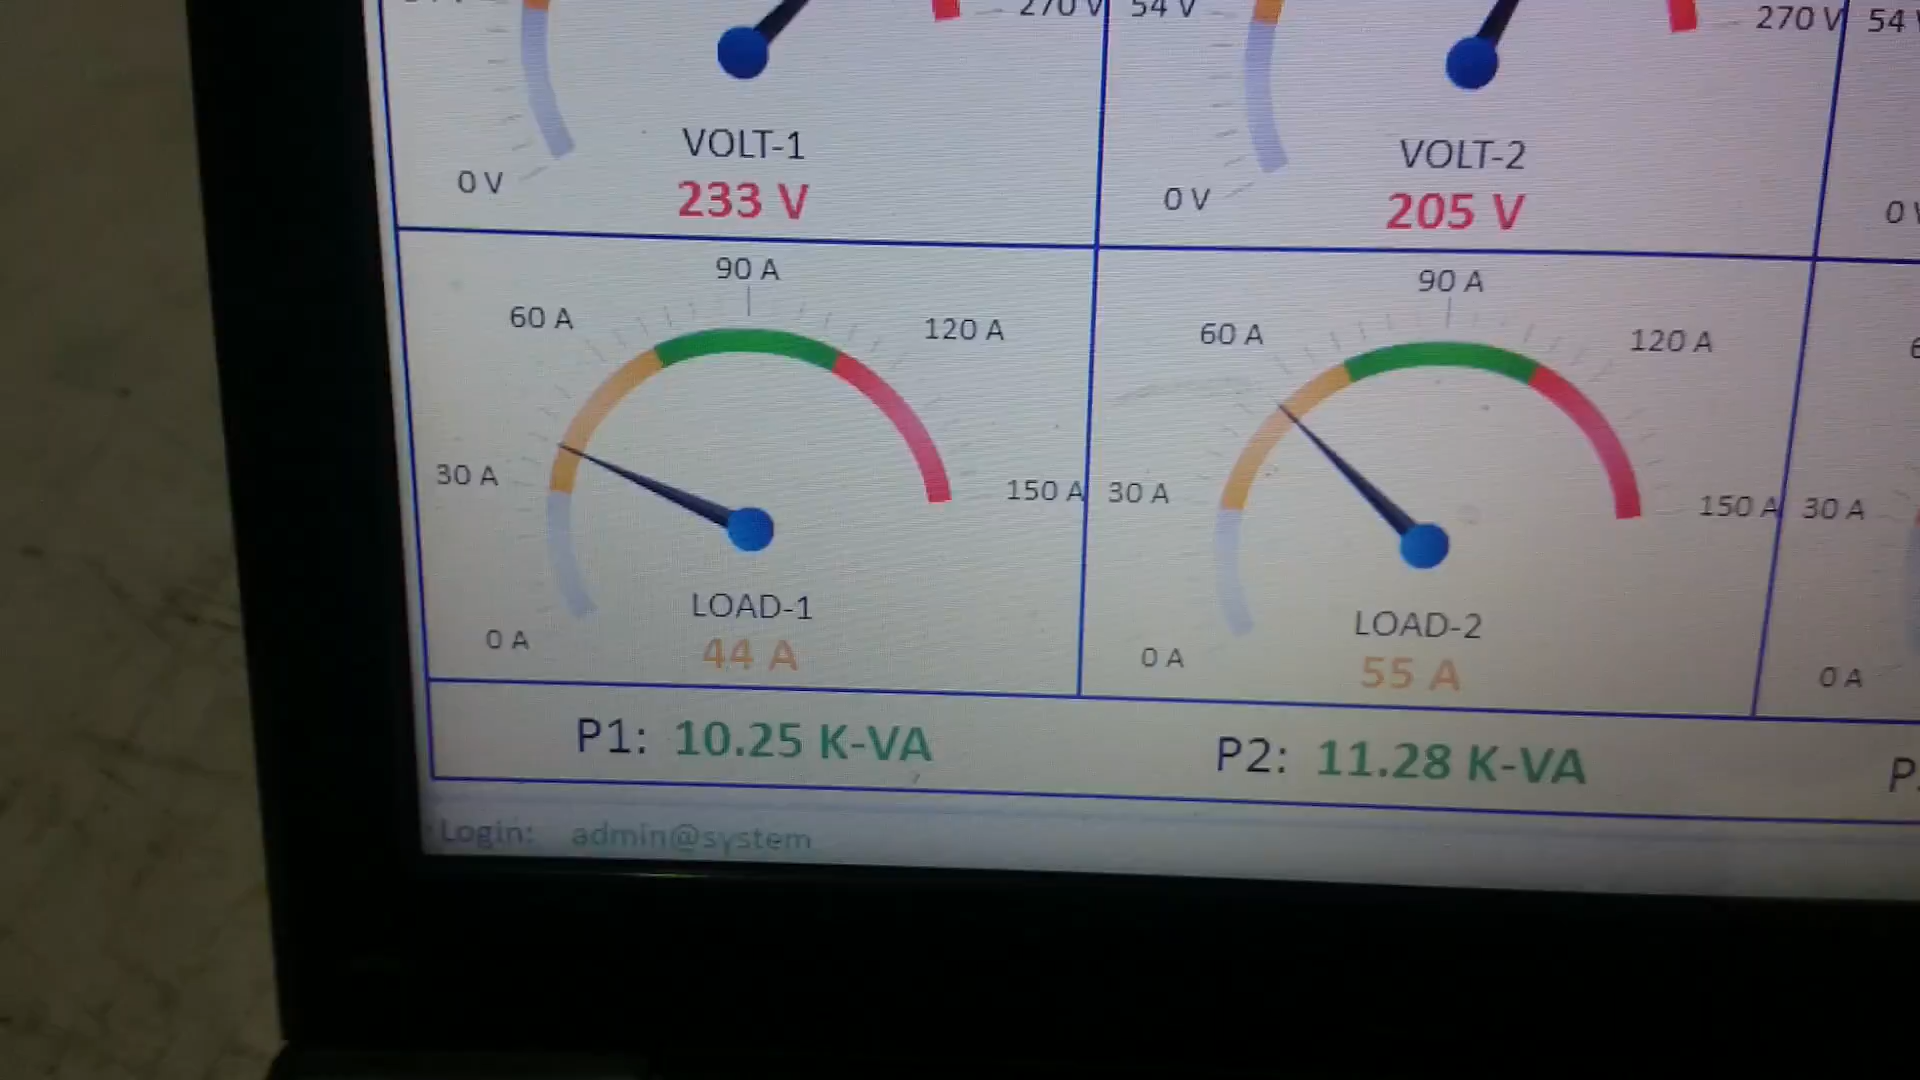 270 V
54 V
270 V
54
VOLT-1
VOLT-2
0 V
233 V
0 V
205 V
0 V
90 A
90 A
60 A
120 A
60 A
120 A
30 A
150 A
30 A
150 A
30 A
LOAD-1
LOAD-2
0 A
44 A
0 A
55 A
0 A
P1: 10.25 K-VA
P2: 11.28 K-VA
P
Login: admin@system